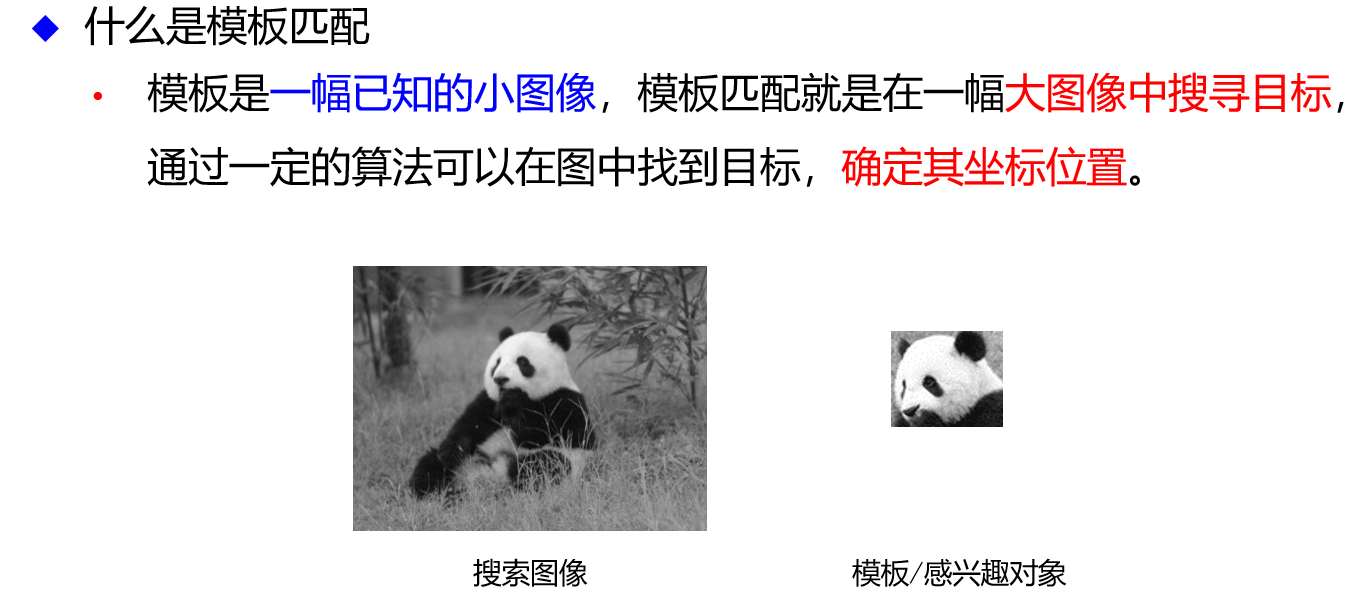 什么是模板匹配
模板是一幅已知的小图像，模板匹配就是在一幅大图像中搜寻目标，
通过一定的算法可以在图中找到目标，确定其坐标位置。
搜索图像
模板/感兴趣对象